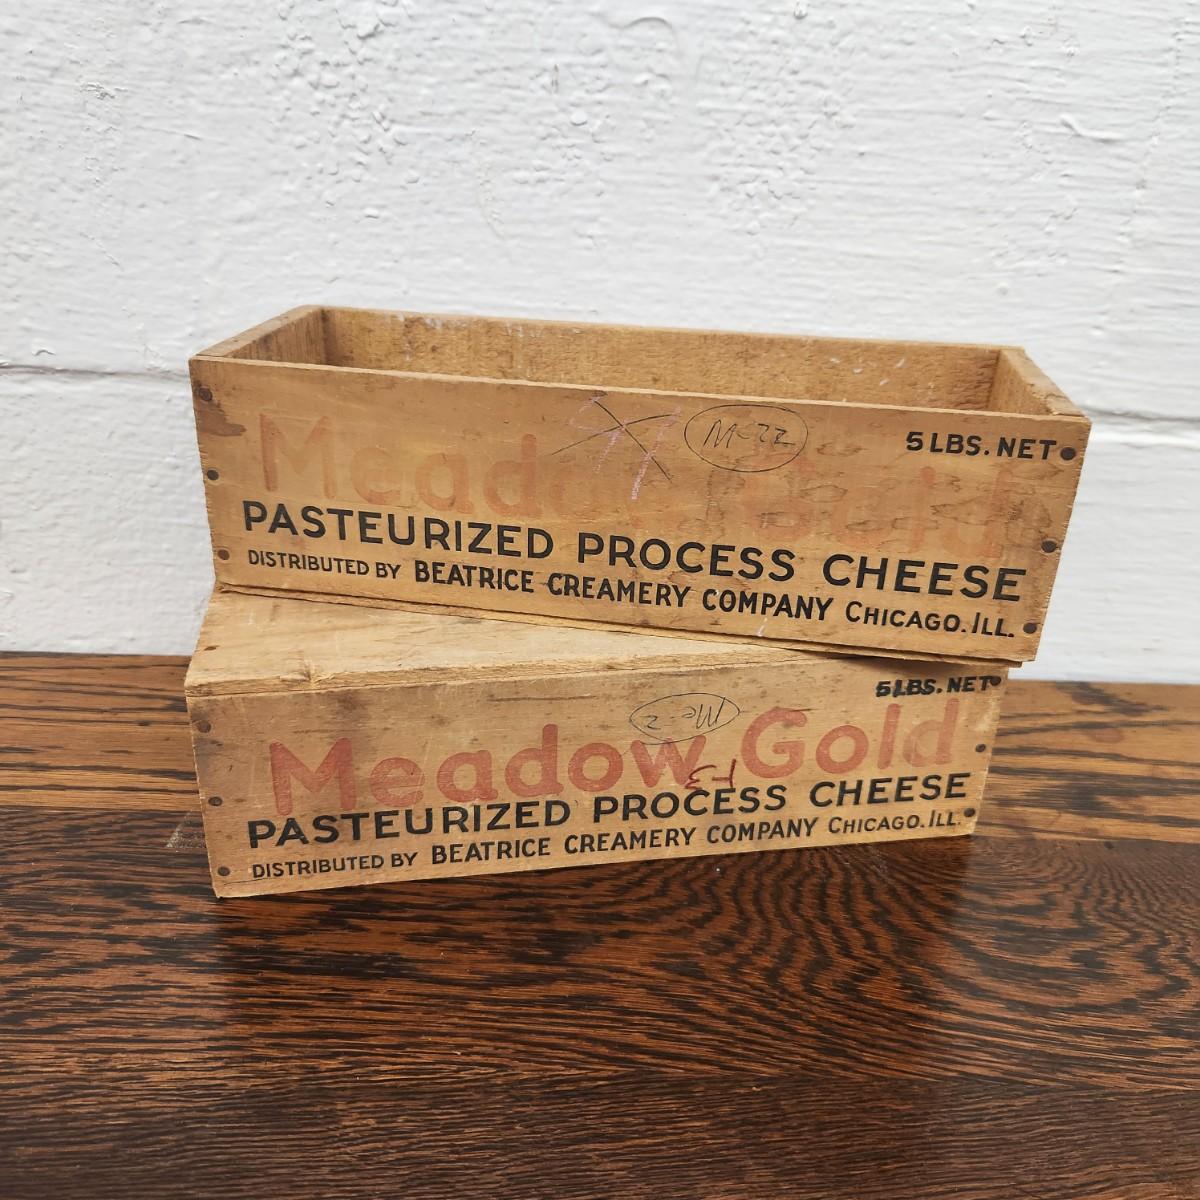 5 LBS. NET
Meadow Gold
PASTEURIZED PROCESS CHEESE
DISTRIBUTED BY BEATRICE CREAMERY COMPANY CHICAGO. ILL.
5 LBS. NET
Meadow Gold
F3
PASTEURIZED PROCESS CHEESE
DISTRIBUTED BY BEATRICE CREAMERY COMPANY CHICAGO. ILL.